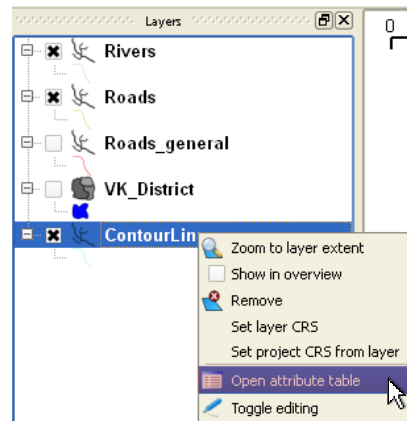 Layers
0
Rivers
Roads
Roads_general
VK_District
ContourLin
Zoom to layer extent
Show in overview
Remove
Set layer CRS
Set project CRS from layer
Open attribute table
Toggle editing